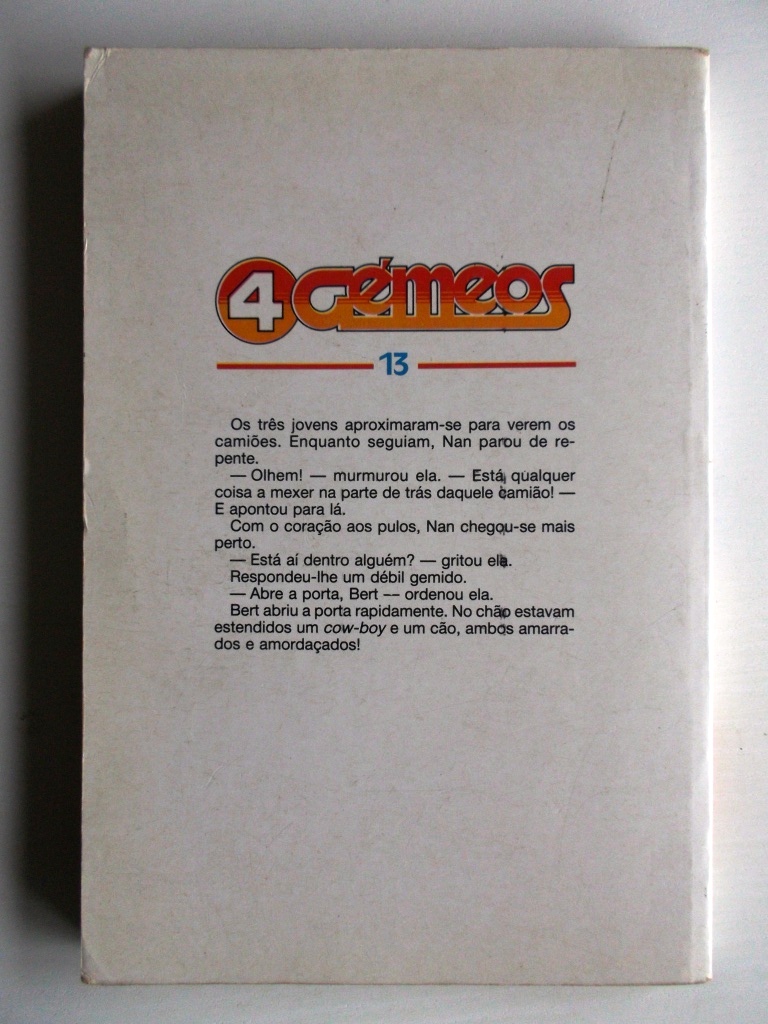 4 Gémeos
13
Os três jovens aproximaram-se para verem os
camiões. Enquanto seguiam, Nan parou de re-
pente.
— Olhem! — murmurou ela. — Está qualquer
coisa a mexer na parte de trás daquele camião! —
E apontou para lá.
Com o coração aos pulos, Nan chegou-se mais
perto.
— Está aí dentro alguém? — gritou ela.
Respondeu-lhe um débil gemido.
— Abre a porta, Bert — ordenou ela.
Bert abriu a porta rapidamente. No chão estavam
estendidos um cow-boy e um cão, ambos amarra-
dos e amordaçados!